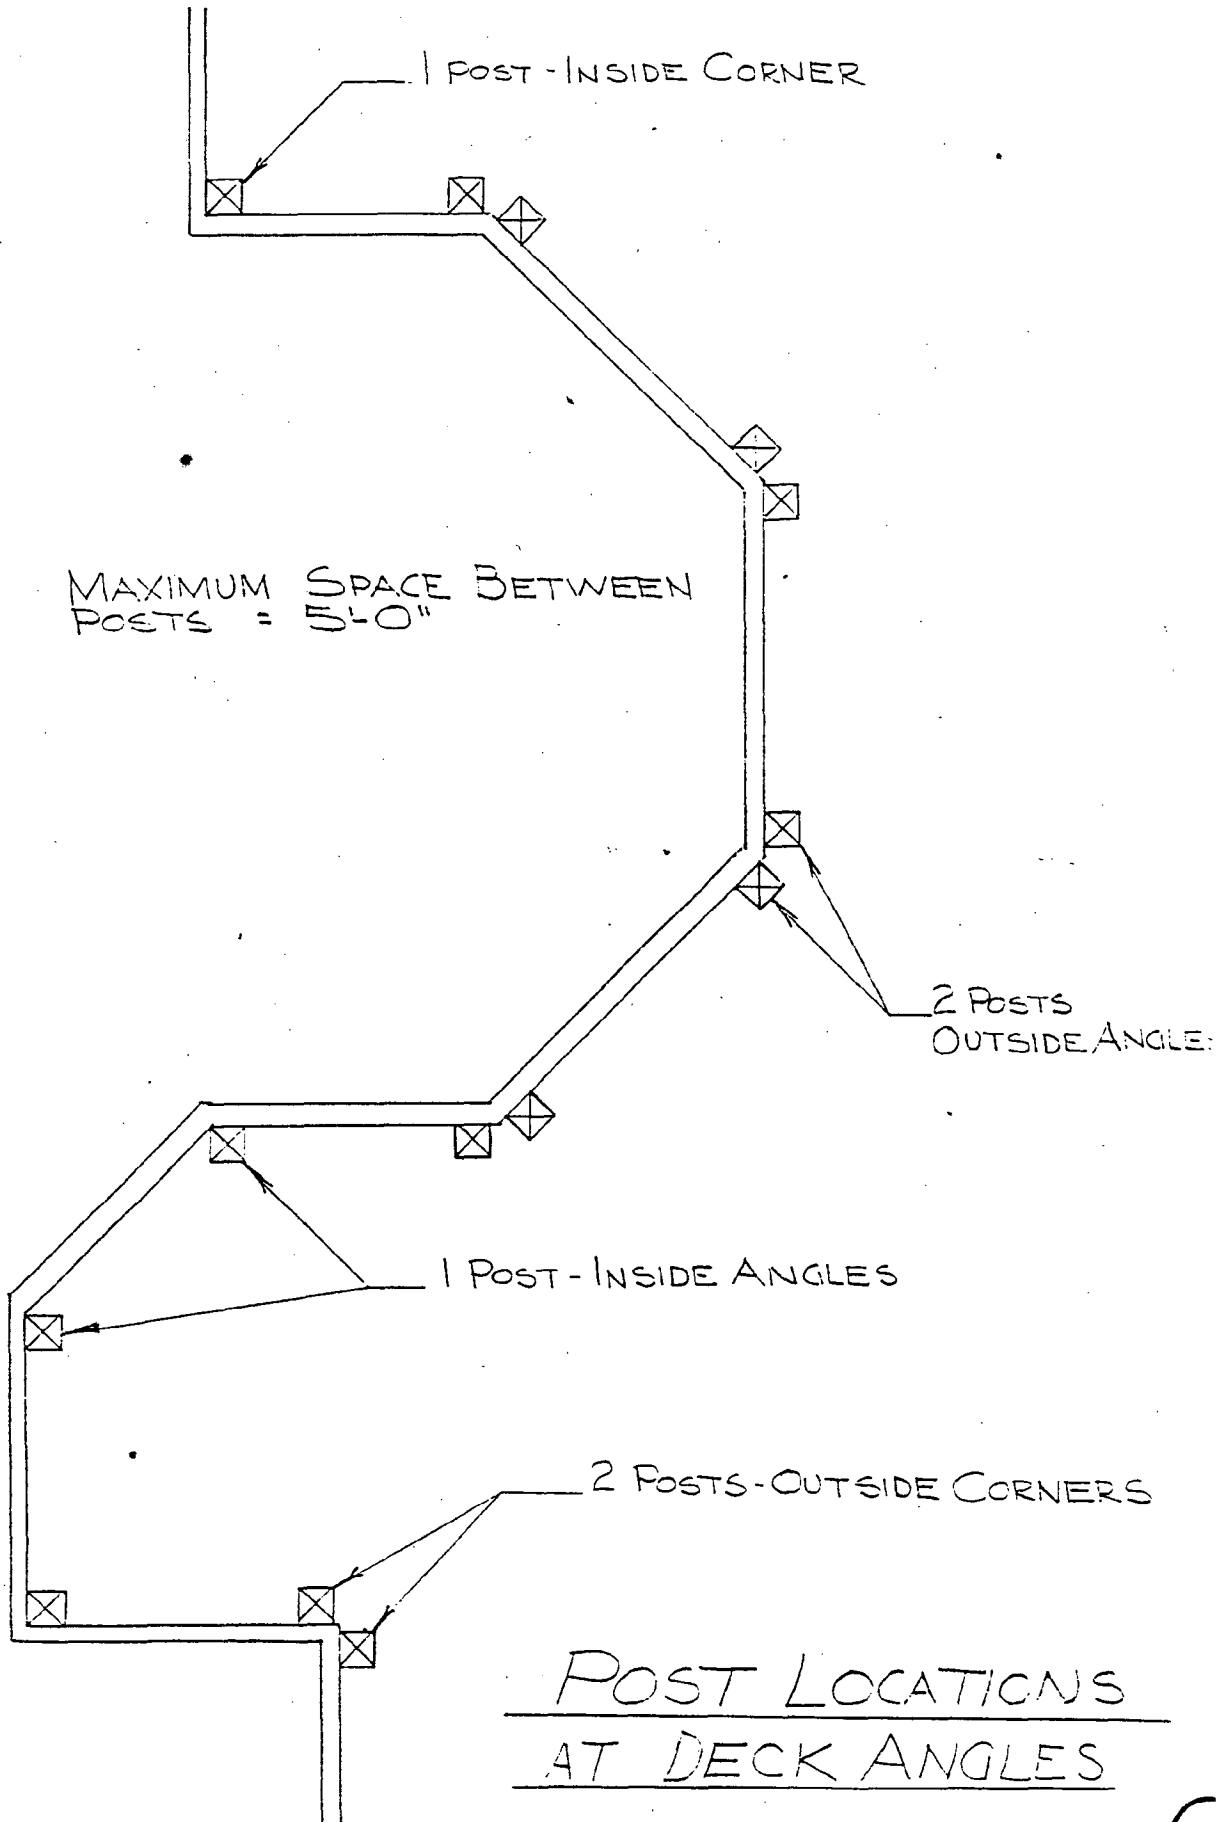 1 POST - INSIDE CORNER
MAXIMUM SPACE BETWEEN
POSTS = 5'-0"
2 POSTS
OUTSIDE ANGLE
1 POST - INSIDE ANGLES
2 POSTS - OUTSIDE CORNERS
POST LOCATIONS
AT DECK ANGLES